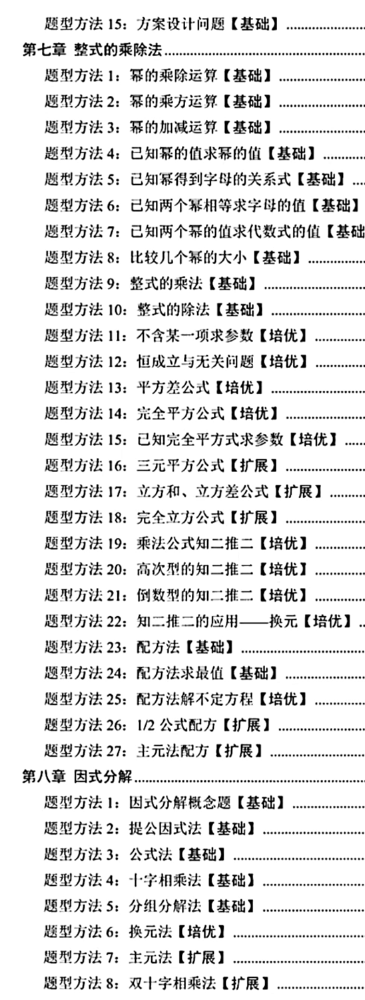 题型方法 15：方案设计问题【基础】
第七章 整式的乘除法
题型方法 1：幂的乘除运算【基础】
题型方法 2：幂的乘方运算【基础】
题型方法 3：幂的加减运算【基础】
题型方法 4：已知幂的值求幂的值【基础】
题型方法 5：已知幂得到字母的关系式【基础】
题型方法 6：已知两个幂相等求字母的值【基础】
题型方法 7：已知两个幂的值求代数式的值【基础
题型方法 8：比较几个幂的大小【基础】
题型方法 9：整式的乘法【基础】
题型方法 10：整式的除法【基础】
题型方法 11：不含某一项求参数【培优】
题型方法 12：恒成立与无关问题【培优】
题型方法 13：平方差公式【培优】
题型方法 14：完全平方公式【培优】
题型方法 15：已知完全平方式求参数【培优】
题型方法 16：三元平方公式【扩展】
题型方法 17：立方和、立方差公式【扩展】
题型方法 18：完全立方公式【扩展】
题型方法 19：乘法公式知二推二【培优】
题型方法 20：高次型的知二推二【培优】
题型方法 21：倒数型的知二推二【培优】
题型方法 22：知二推二的应用——换元【培优】
题型方法 23：配方法【基础】
题型方法 24：配方法求最值【基础】
题型方法 25：配方法解不定方程【培优】
题型方法 26：1/2 公式配方【扩展】
题型方法 27：主元法配方【扩展】
第八章 因式分解
题型方法 1：因式分解概念题【基础】
题型方法 2：提公因式法【基础】
题型方法 3：公式法【基础】
题型方法 4：十字相乘法【基础】
题型方法 5：分组分解法【基础】
题型方法 6：换元法【培优】
题型方法 7：主元法【扩展】
题型方法 8：双十字相乘法【扩展】